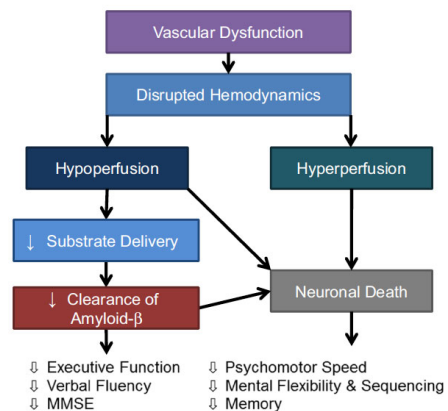 Vascular Dysfunction
Disrupted Hemodynamics
Hypoperfusion
Hyperperfusion
↓ Substrate Delivery
↓ Clearance of
Amyloid-β
Neuronal Death
⇩ Executive Function
⇩ Verbal Fluency
⇩ MMSE
⇩ Psychomotor Speed
⇩ Mental Flexibility & Sequencing
⇩ Memory